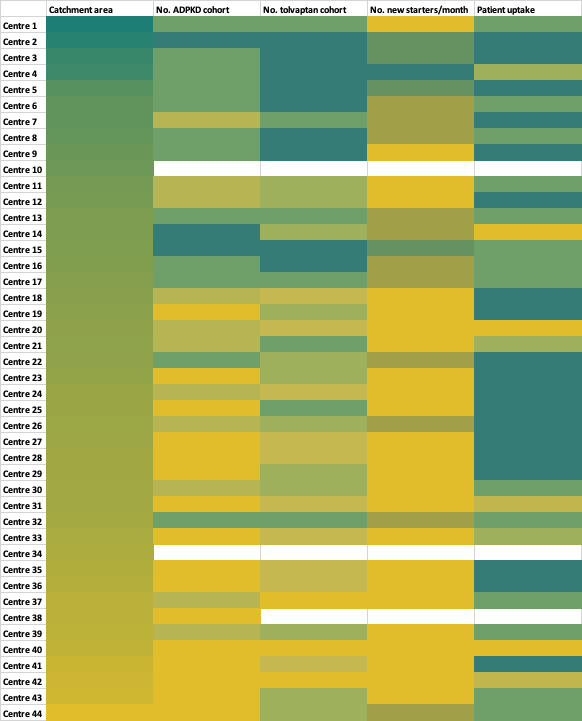 Catchment area No. ADPKD cohort No. tolvaptan cohort No. new starters/month Patient uptake
Centre 1
Centre 2
Centre 3
Centre 4
Centre 5
Centre 6
Centre 7
Centre 8
Centre 9
Centre 10
Centre 11
Centre 12
Centre 13
Centre 14
Centre 15
Centre 16
Centre 17
Centre 18
Centre 19
Centre 20
Centre 21
Centre 22
Centre 23
Centre 24
Centre 25
Centre 26
Centre 27
Centre 28
Centre 29
Centre 30
Centre 31
Centre 32
Centre 33
Centre 34
Centre 35
Centre 36
Centre 37
Centre 38
Centre 39
Centre 40
Centre 41
Centre 42
Centre 43
Centre 44